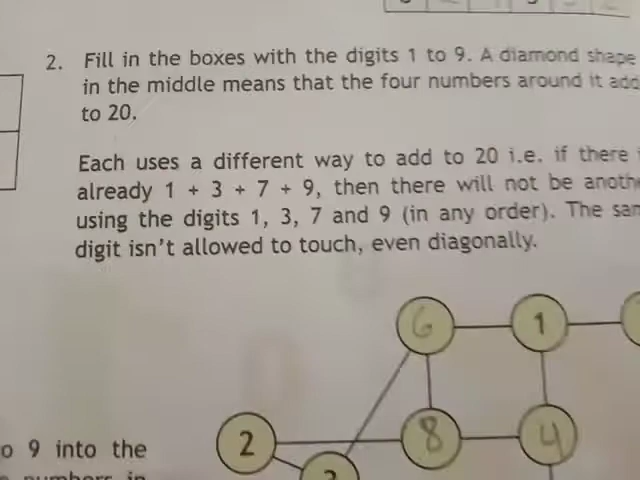 2. Fill in the boxes with the digits 1 to 9. A diamond shape
in the middle means that the four numbers around it add
to 20.
Each uses a different way to add to 20 i.e. if there
already 1 + 3 + 7 + 9, then there will not be
using the digits 1, 3, 7 and 9 (in any order). The
digit isn't allowed to touch, even diagonally.
6 1
2 8 4
9 into the
numbers in